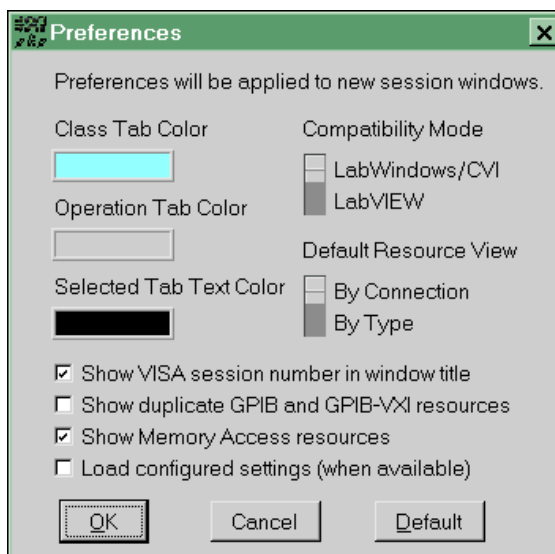 Preferences
Preferences will be applied to new session windows.
Class Tab Color
Compatibility Mode
LabWindows/CVI
LabVIEW
Operation Tab Color
Default Resource View
Selected Tab Text Color
By Connection
By Type
Show VISA session number in window title
Show duplicate GPIB and GPIB-VXI resources
Show Memory Access resources
Load configured settings (when available)
OK
Cancel
Default